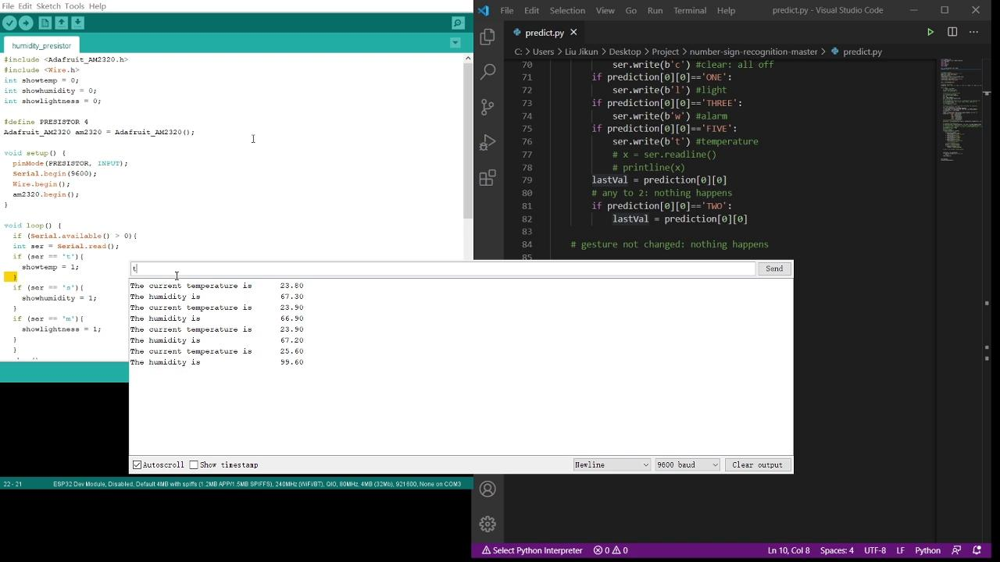 File Edit Sketch Tools Help
humidity_presistor
#include <Adafruit_AM2320.h>
#include <Wire.h>
int showtemp = 0;
int showhumidity = 0;
int showlightness = 0;
#define PRESISTOR 4
Adafruit_AM2320 am2320 = Adafruit_AM2320();
void setup() {
pinMode(PRESISTOR, INPUT);
Serial.begin(9600);
Wire.begin();
am2320.begin();
}
void loop() {
if (Serial.available() > 0){
int ser = Serial.read();
if (ser == 't'){
showtemp = 1;
}
if (ser == 's'){
showhumidity = 1;
}
if (ser == 'm'){
showlightness = 1;
}
}
22 - 21
ESP32 Dev Module, Disabled, Default 4MB with spiffs (1.2MB APP/1.5MB SPIFFS), 240MHz (WiFi/BT), QIO, 80MHz, 4MB (32Mb), 921600, None on COM3
File Edit Selection View Go Run Terminal Help predict.py - Visual Studio Code
predict.py
C: > Users > Liu Jikun > Desktop > Project > number-sign-recognition-master > predict.py
70 ser.write(b'c') #clear: all off
71 if prediction[0][0]=='ONE':
72 ser.write(b'l') #light
73 if prediction[0][0]=='THREE':
74 ser.write(b'w') #alarm
75 if prediction[0][0]=='FIVE':
76 ser.write(b't') #temperature
77 # x = ser.readline()
78 # printline(x)
79 lastVal = prediction[0][0]
80 # any to 2: nothing happens
81 if prediction[0][0]=='TWO':
82 lastVal = prediction[0][0]
83
84 # gesture not changed: nothing happens
85
t
Send
The current temperature is 23.80
The humidity is 67.30
The current temperature is 23.90
The humidity is 66.90
The current temperature is 23.90
The humidity is 67.20
The current temperature is 25.60
The humidity is 99.60
Autoscroll Show timestamp
Newline
9600 baud
Clear output
Select Python Interpreter 0 0
Ln 10, Col 8 Spaces: 4 UTF-8 LF Python